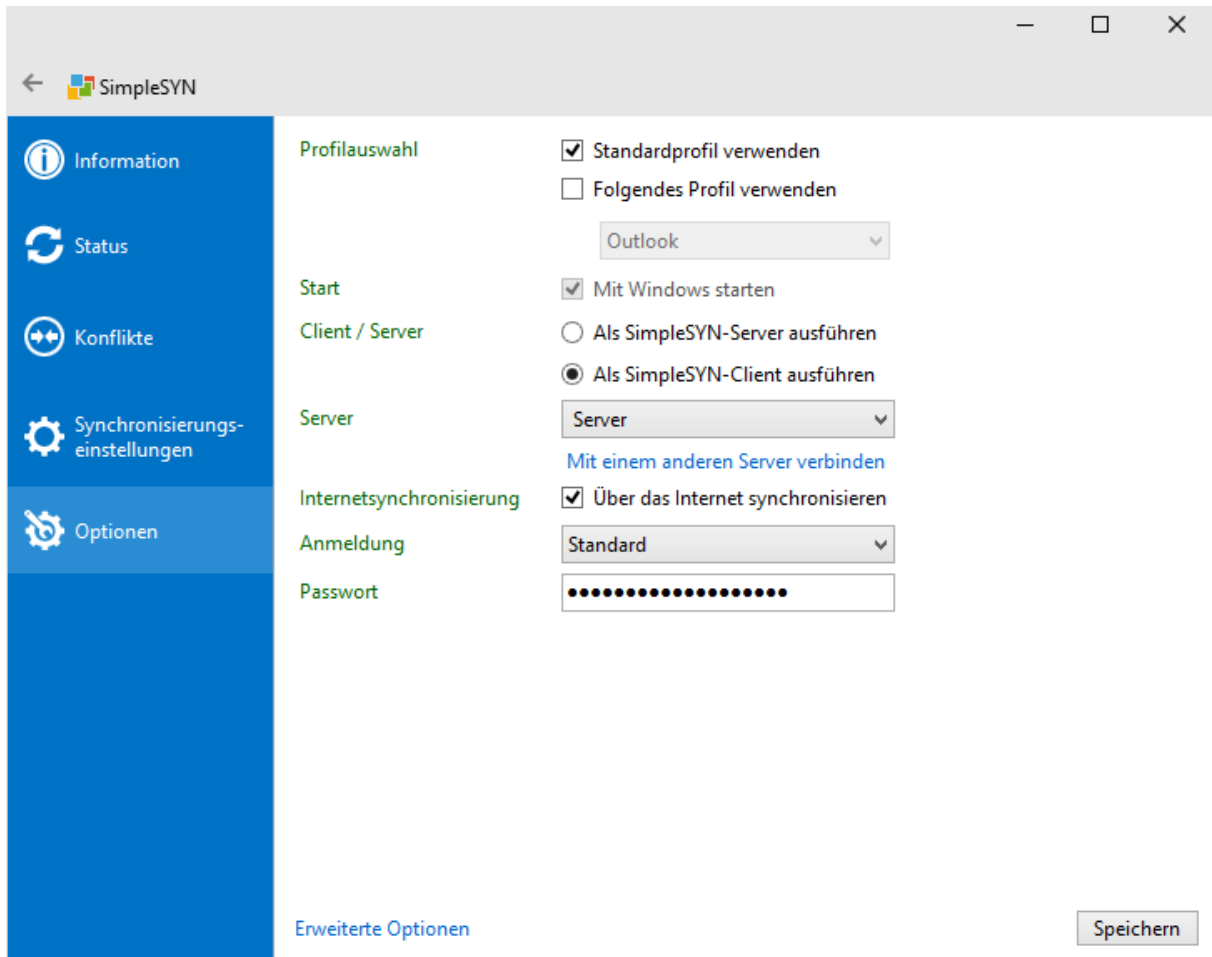 SimpleSYN
Information
Status
Konflikte
Synchronisierungs-
einstellungen
Optionen
Profilauswahl
Standardprofil verwenden
Folgendes Profil verwenden
Outlook
Start
Mit Windows starten
Client / Server
Als SimpleSYN-Server ausführen
Als SimpleSYN-Client ausführen
Server
Server
Mit einem anderen Server verbinden
Internetsynchronisierung
Über das Internet synchronisieren
Anmeldung
Standard
Passwort
•••••••••••••••••••
Erweiterte Optionen
Speichern